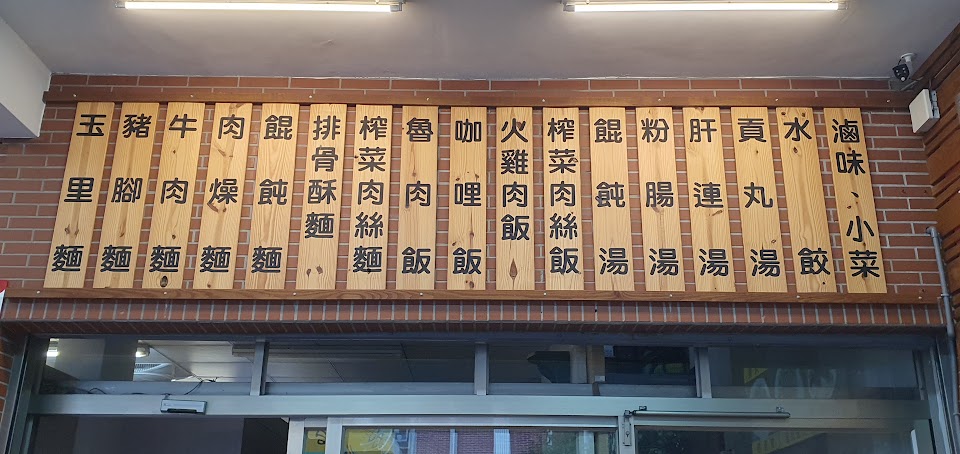 玉里麵
豬腳麵
牛肉麵
肉燥麵
餛飩麵
排骨酥麵
榨菜肉絲麵
魯肉飯
咖哩飯
火雞肉飯
榨菜肉絲飯
餛飩湯
粉腸湯
肝連湯
貢丸湯
水餃
滷味、小菜